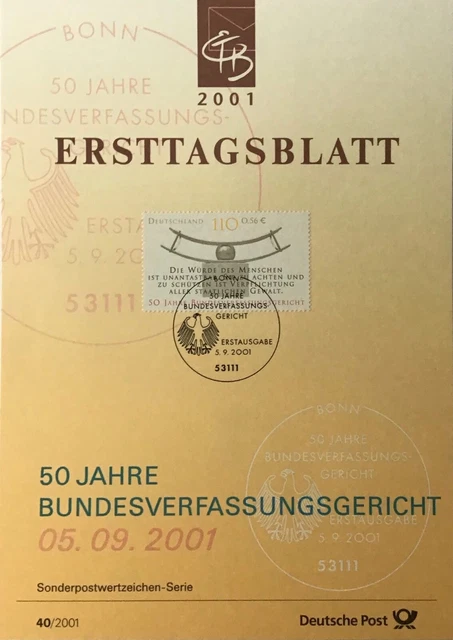 ETB
2001
ERSTTAGSBLATT
BONN
50 JAHRE
BUNDESVERFASSUNGS-
GERICHT
ERSTAUSGABE
5.9.2001
53111
DEUTSCHLAND 110 0,56 €
DIE WÜRDE DES MENSCHEN
IST UNANTASTBAR. SIE ZU ACHTEN UND
ZU SCHÜTZEN IST VERPFLICHTUNG
ALLER STAATLICHEN GEWALT.
50 JAHRE BUNDESVERFASSUNGSGERICHT
BONN
50 JAHRE
BUNDESVERFASSUNGS-
GERICHT
ERSTAUSGABE
5.9.2001
53111
BONN
50 JAHRE
BUNDESVERFASSUNGS-
GERICHT
ERSTAUSGABE
5.9.2001
53111
50 JAHRE
BUNDESVERFASSUNGSGERICHT
05. 09. 2001
Sonderpostwertzeichen-Serie
40/2001
Deutsche Post